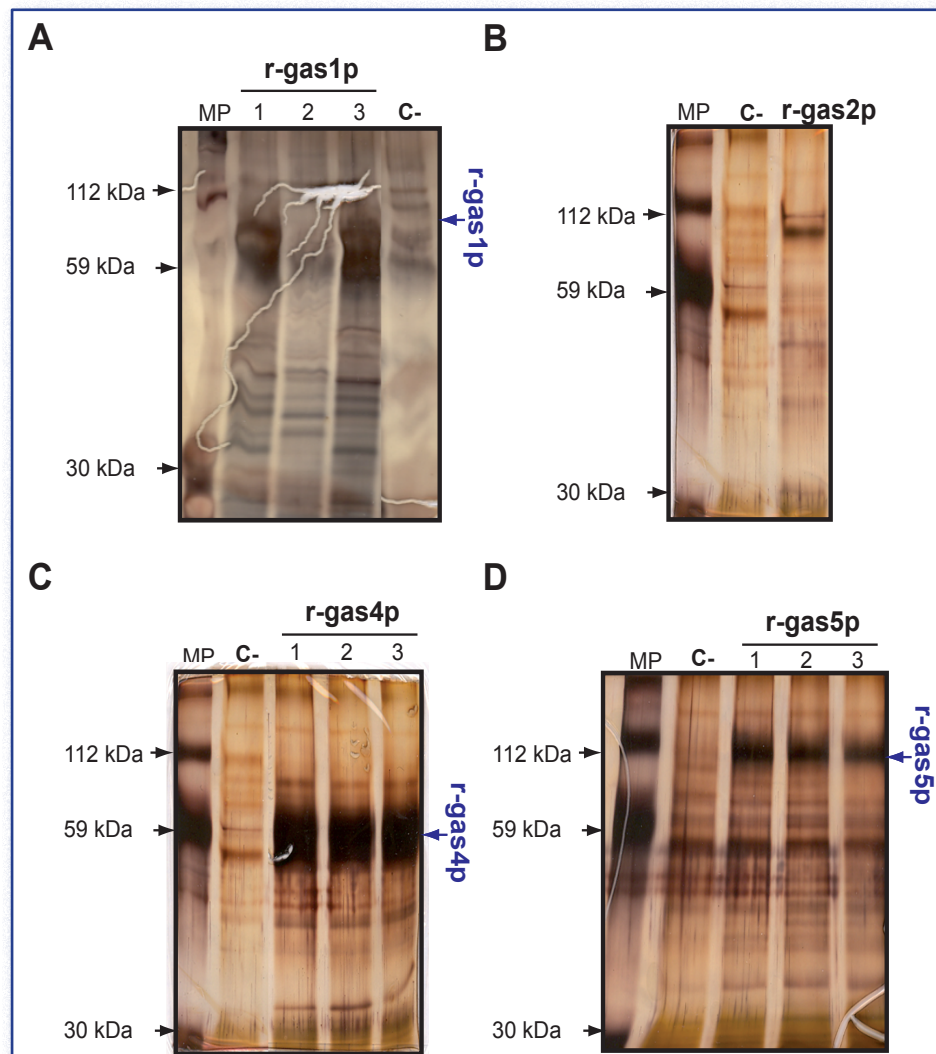 A
r-gas1p
MP 1 2 3 C-
112 kDa
r-gas1p
59 kDa
30 kDa
B
MP C- r-gas2p
112 kDa
59 kDa
30 kDa
C
r-gas4p
MP C- 1 2 3
112 kDa
59 kDa
r-gas4p
30 kDa
D
r-gas5p
MP C- 1 2 3
112 kDa
r-gas5p
59 kDa
30 kDa